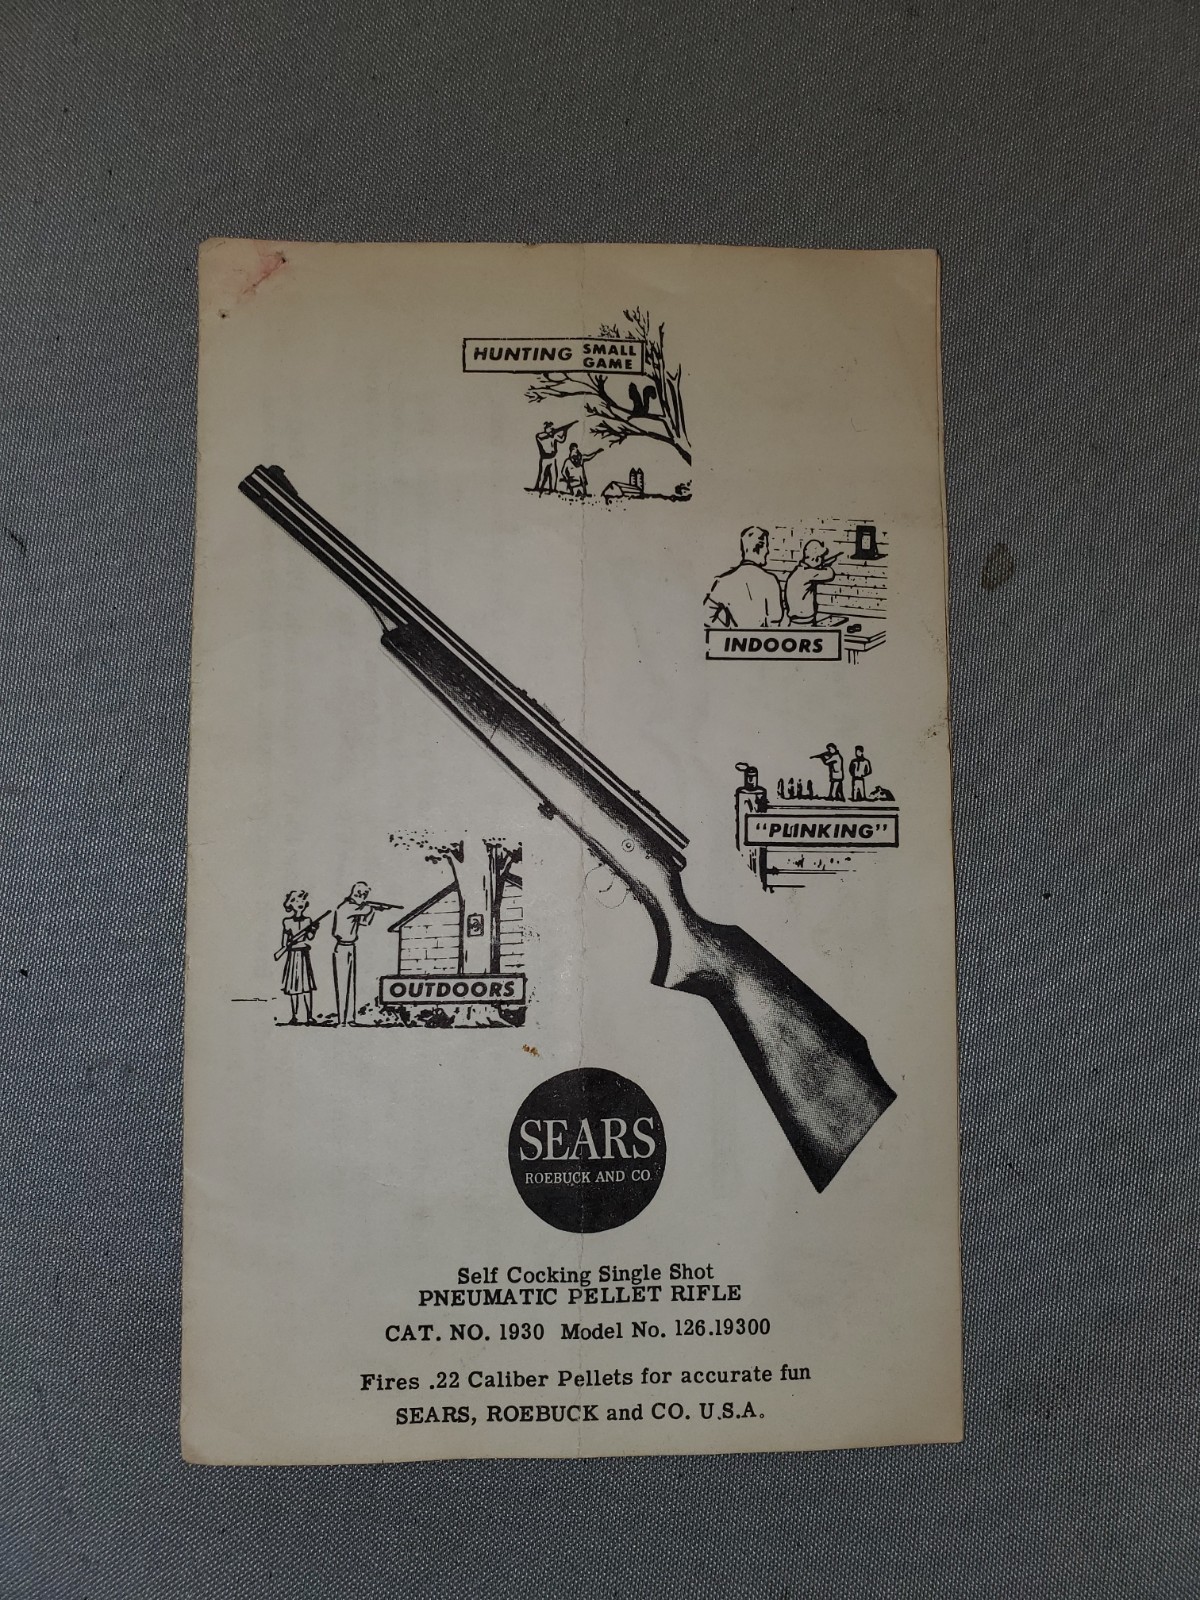 HUNTING SMALL GAME
INDOORS
"PLINKING"
OUTDOORS
SEARS
ROEBUCK AND CO.
Self Cocking Single Shot
PNEUMATIC PELLET RIFLE
CAT. NO. 1930 Model No. 126.19300
Fires .22 Caliber Pellets for accurate fun
SEARS, ROEBUCK and CO. U.S.A.